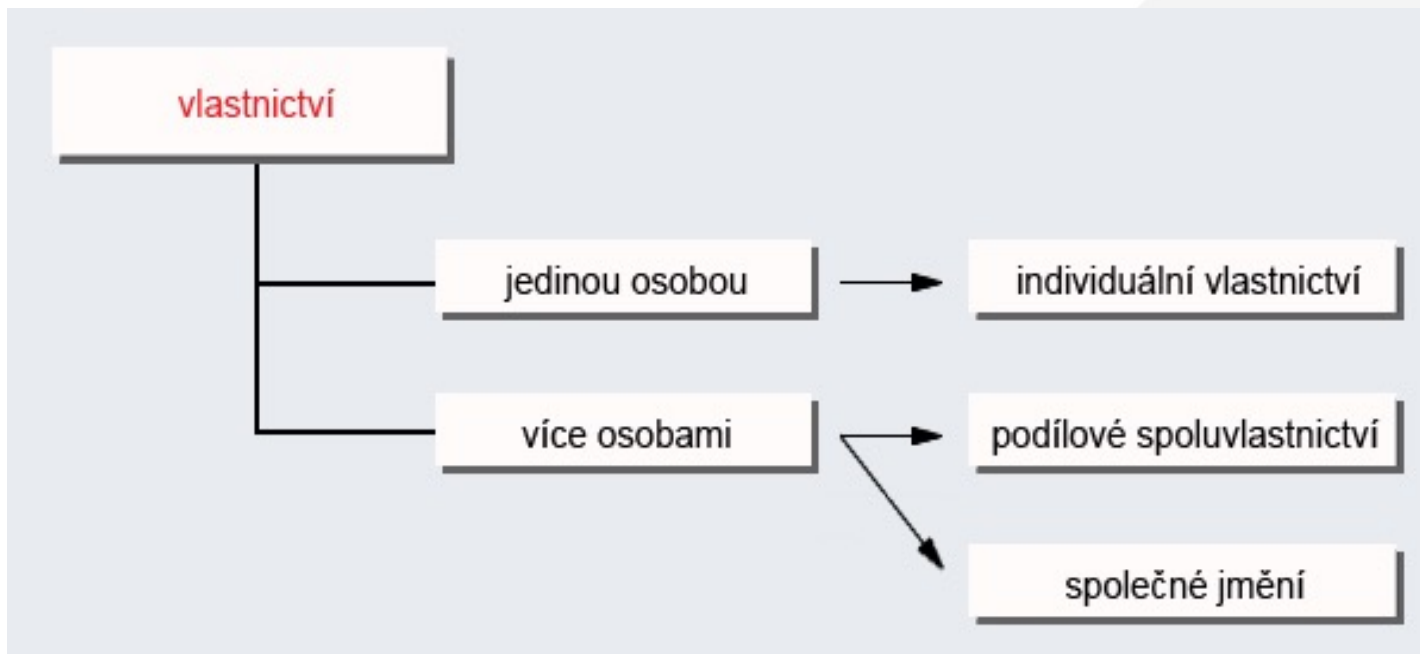 vlastnictví
jedinou osobou
individuální vlastnictví
více osobami
podílové spoluvlastnictví
společné jmění